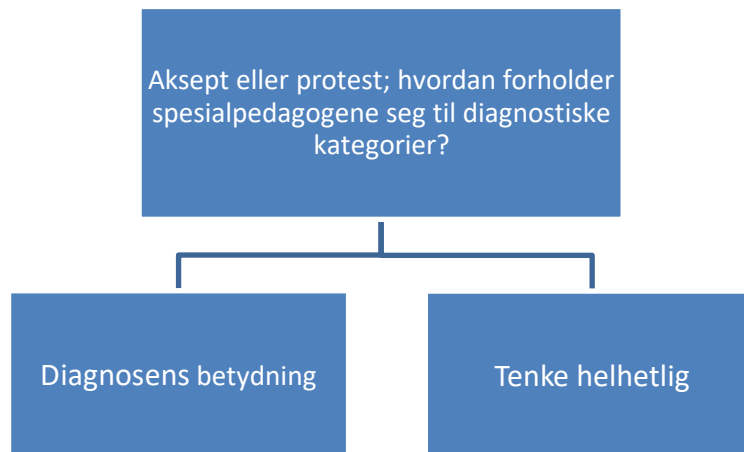 Aksept eller protest; hvordan forholder
spesialpedagogene seg til diagnostiske
kategorier?
Diagnosens betydning
Tenke helhetlig